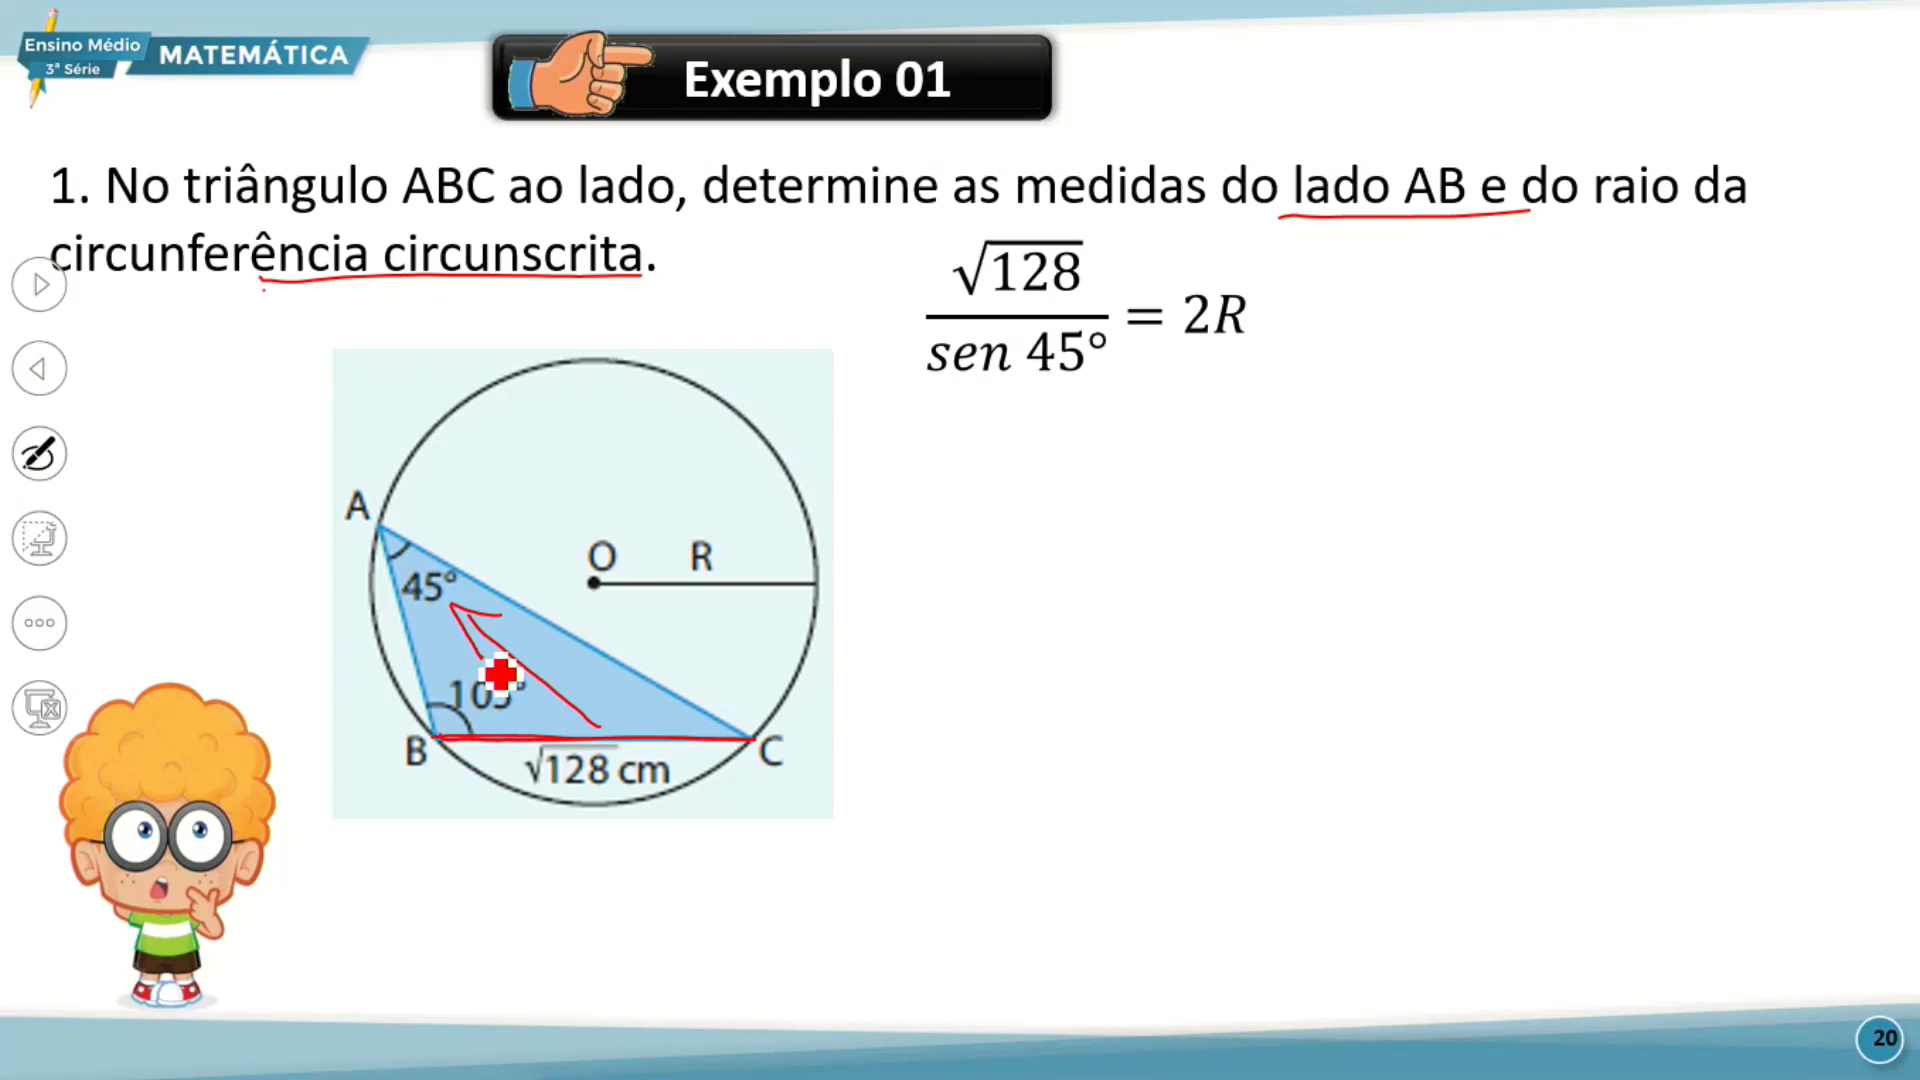 Ensino Médio
3ª Série
MATEMÁTICA
Exemplo 01
1. No triângulo ABC ao lado, determine as medidas do lado AB e do raio da
circunferência circunscrita.
√128
sen 45° = 2R
A
O R
45°
105°
B
C
√128 cm
20